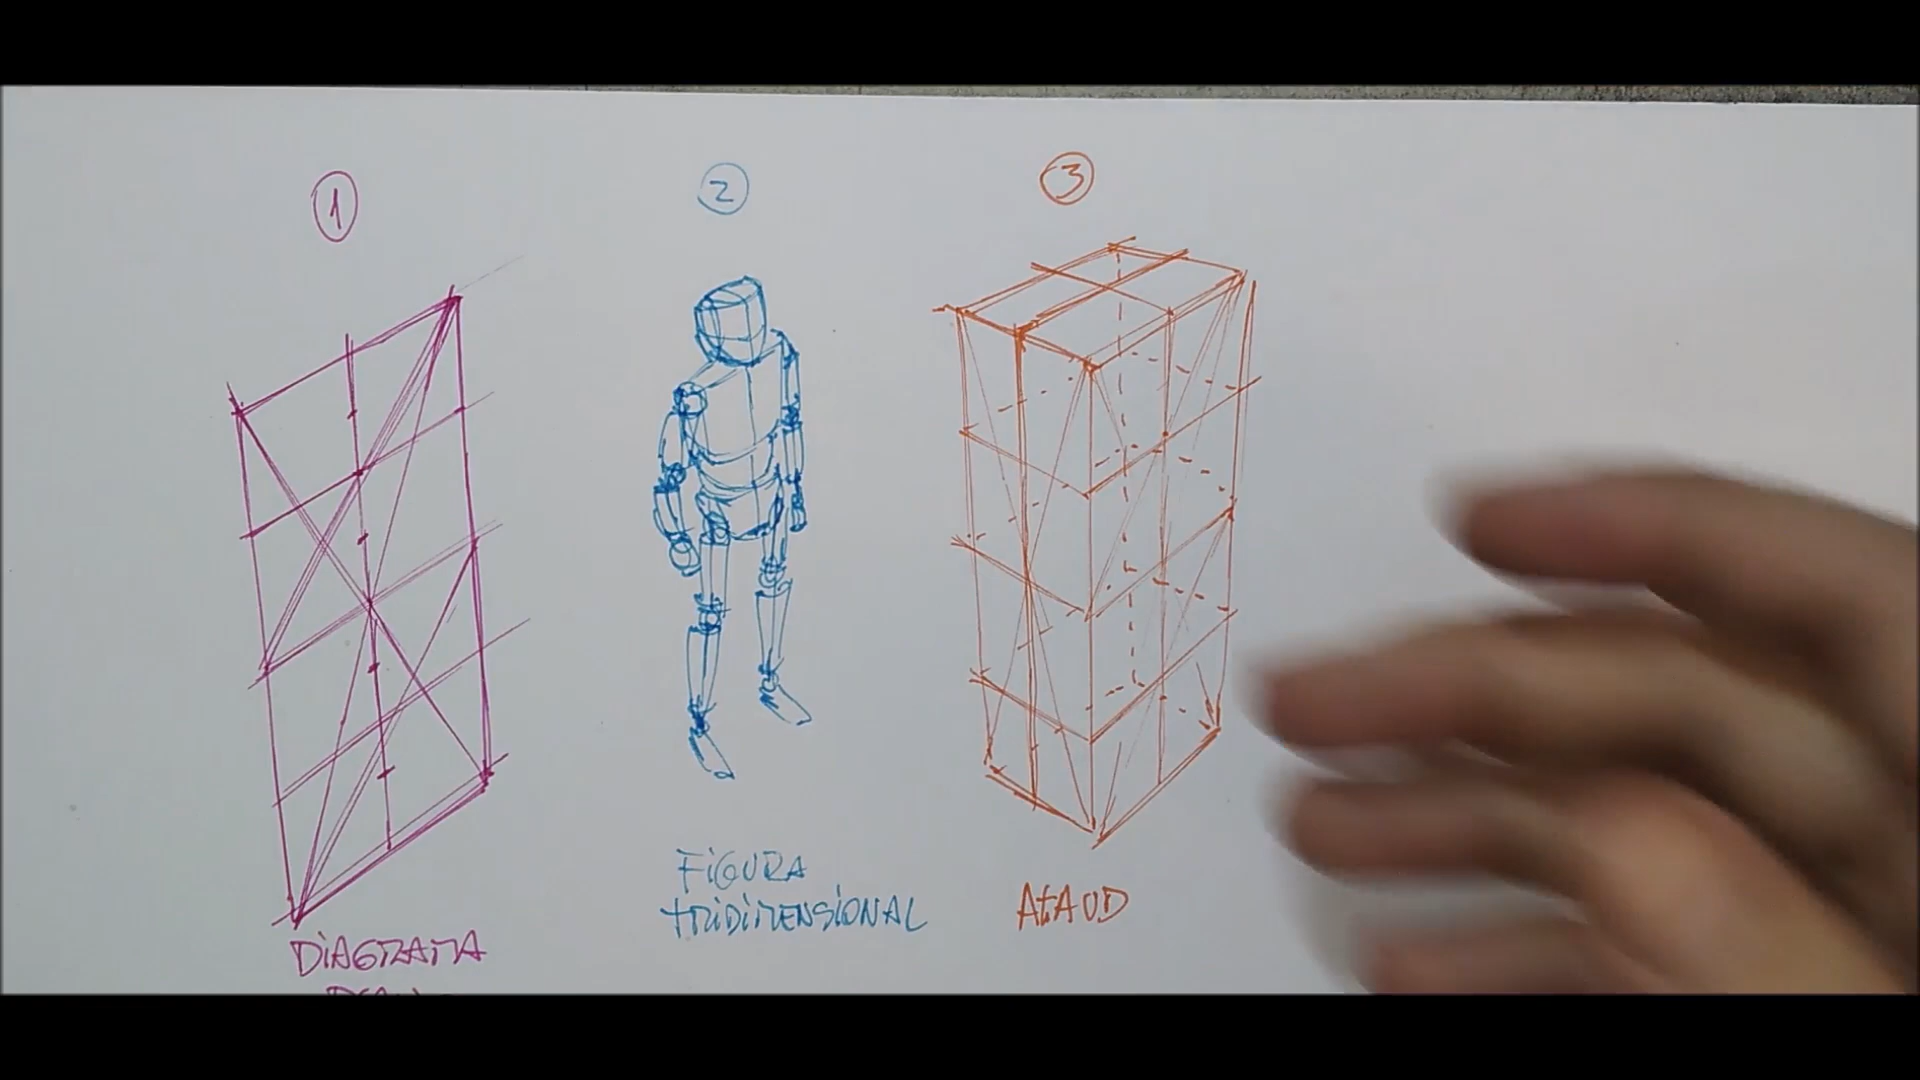 1
2
3
FiGURA
tRiDiMENSiONAL
AtAUD
DiAGRAMA